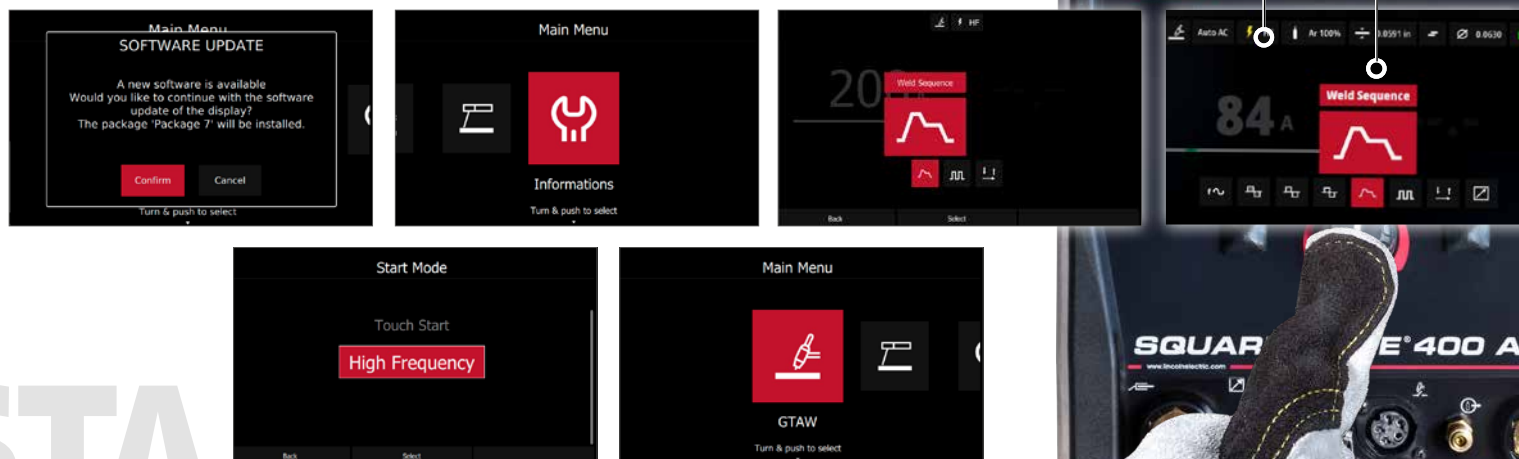 Main Menu
SOFTWARE UPDATE
A new software is available
Would you like to continue with the software
update of the display?
The package 'Package 7' will be installed.
Confirm
Cancel
Turn & push to select
Main Menu
Informations
Turn & push to select
HF
200
Weld Sequence
Back
Select
Auto AC
Ar 100%
0.0591 in
0.0630
Weld Sequence
84 A
Start Mode
Touch Start
High Frequency
Back
Select
Main Menu
GTAW
Turn & push to select
SQUAR
E® 400 A
www.lincolnelectric.com
STA